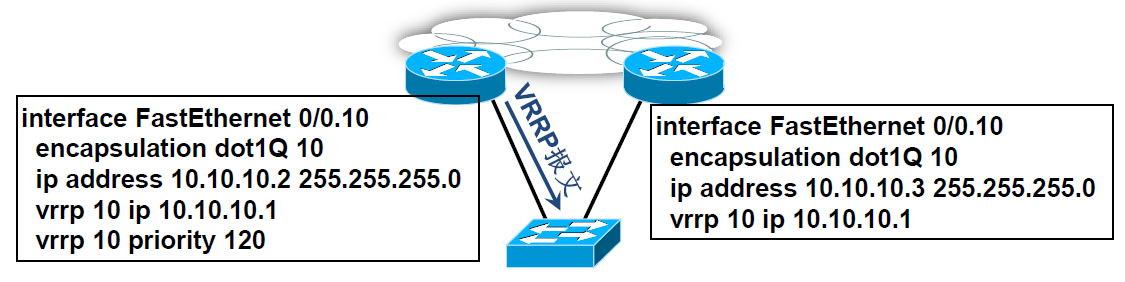 interface FastEthernet 0/0.10
encapsulation dot1Q 10
ip address 10.10.10.2 255.255.255.0
vrrp 10 ip 10.10.10.1
vrrp 10 priority 120
VRRP报文
interface FastEthernet 0/0.10
encapsulation dot1Q 10
ip address 10.10.10.3 255.255.255.0
vrrp 10 ip 10.10.10.1